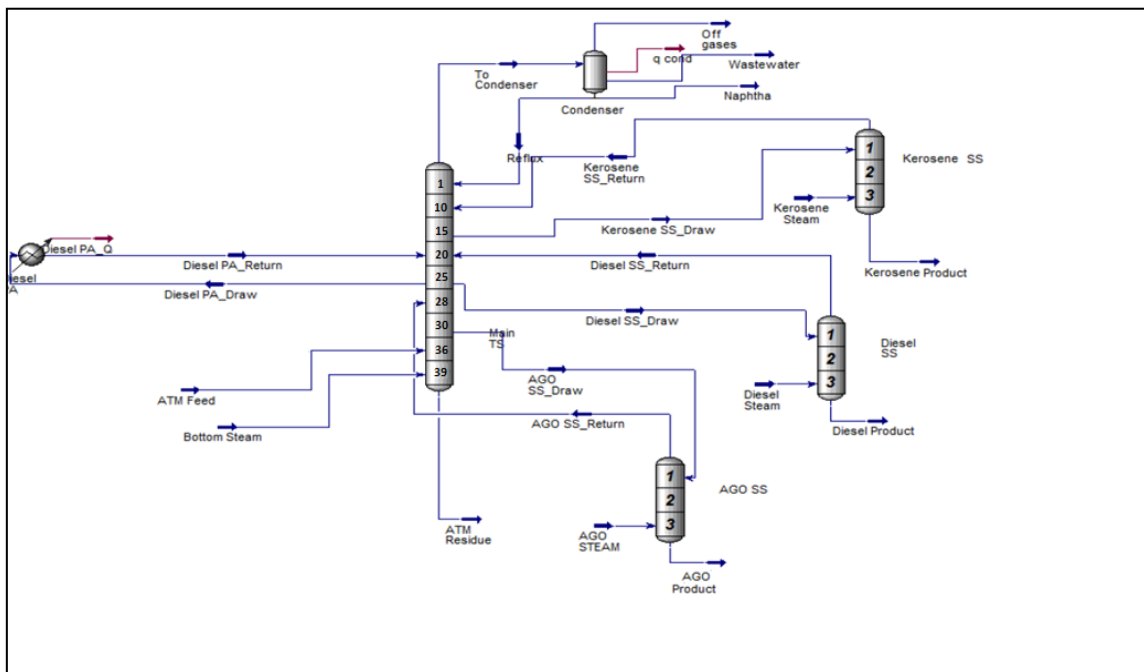 Off
gases
q cond
Wastewater
To
Condenser
Naphtha
Condenser
Reflux
Kerosene
SS_Return
1
2
3
Kerosene SS
Kerosene
Steam
Kerosene SS_Draw
Kerosene Product
1
10
15
20
25
28
30
36
39
Main
TS
Diesel PA_Q
Diesel PA_Return
Diesel PA_Draw
Diesel SS_Return
Diesel SS_Draw
1
2
3
Diesel
SS
Diesel
Steam
Diesel Product
ATM Feed
Bottom Steam
AGO
SS_Draw
AGO SS_Return
1
2
3
AGO SS
AGO
STEAM
ATM
Residue
AGO
Product